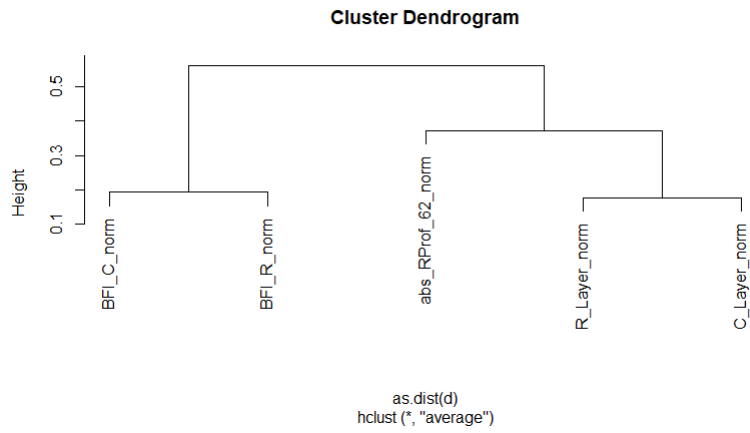 Cluster Dendrogram
Height
0.5
0.3
0.1
BFI_C_norm
BFI_R_norm
abs_RProf_62_norm
R_Layer_norm
C_Layer_norm
as.dist(d)
hclust (*, "average")